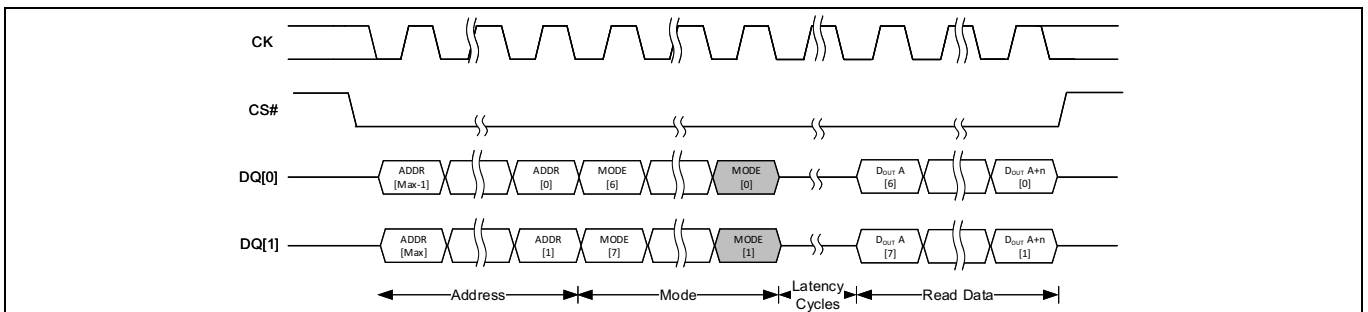 CK
CS#
DQ[0]
ADDR
[Max-1]
ADDR
[0]
MODE
[6]
MODE
[0]
DOUT A
[6]
DOUT A+n
[0]
DQ[1]
ADDR
[Max]
ADDR
[1]
MODE
[7]
MODE
[1]
DOUT A
[7]
DOUT A+n
[1]
Address
Mode
Latency
Cycles
Read Data